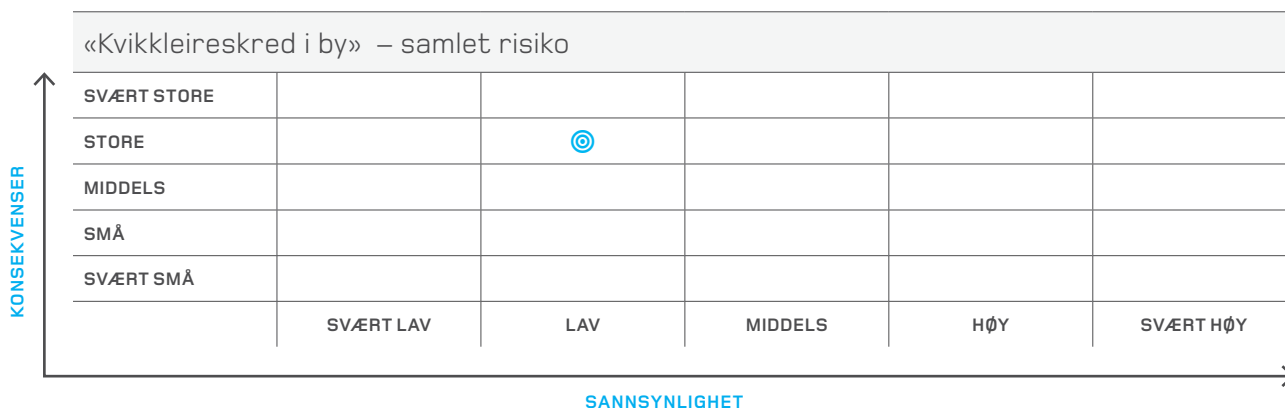 «Kvikkleireskred i by» – samlet risiko
SVÆRT STORE
STORE
MIDDELS
SMÅ
SVÆRT SMÅ
SVÆRT LAV LAV MIDDELS HØY SVÆRT HØY
KONSEKVENSER
SANNSYNLIGHET